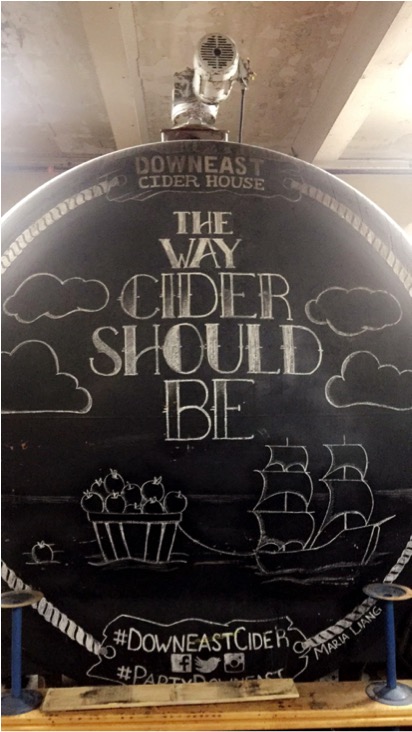 DOWNEAST
CIDER HOUSE
THE
WAY
CIDER
SHOULD
BE
#DOWNEASTCIDER
#PARTYDOWNEAST
MARIA LIANG